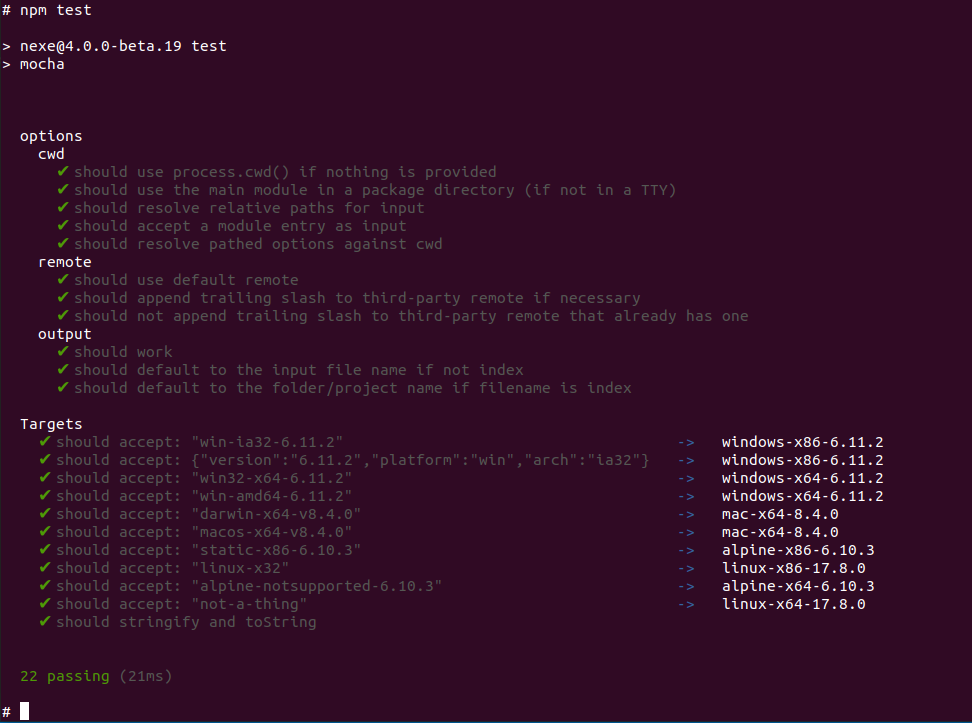 # npm test
> nexe@4.0.0-beta.19 test
> mocha
options
cwd
✔ should use process.cwd() if nothing is provided
✔ should use the main module in a package directory (if not in a TTY)
✔ should resolve relative paths for input
✔ should accept a module entry as input
✔ should resolve pathed options against cwd
remote
✔ should use default remote
✔ should append trailing slash to third-party remote if necessary
✔ should not append trailing slash to third-party remote that already has one
output
✔ should work
✔ should default to the input file name if not index
✔ should default to the folder/project name if filename is index
Targets
✔ should accept: "win-ia32-6.11.2" -> windows-x86-6.11.2
✔ should accept: {"version":"6.11.2","platform":"win","arch":"ia32"} -> windows-x86-6.11.2
✔ should accept: "win32-x64-6.11.2" -> windows-x64-6.11.2
✔ should accept: "win-amd64-6.11.2" -> windows-x64-6.11.2
✔ should accept: "darwin-x64-v8.4.0" -> mac-x64-8.4.0
✔ should accept: "macos-x64-v8.4.0" -> mac-x64-8.4.0
✔ should accept: "static-x86-6.10.3" -> alpine-x86-6.10.3
✔ should accept: "linux-x32" -> linux-x86-17.8.0
✔ should accept: "alpine-notsupported-6.10.3" -> alpine-x64-6.10.3
✔ should accept: "not-a-thing" -> linux-x64-17.8.0
✔ should stringify and toString
22 passing (21ms)
#